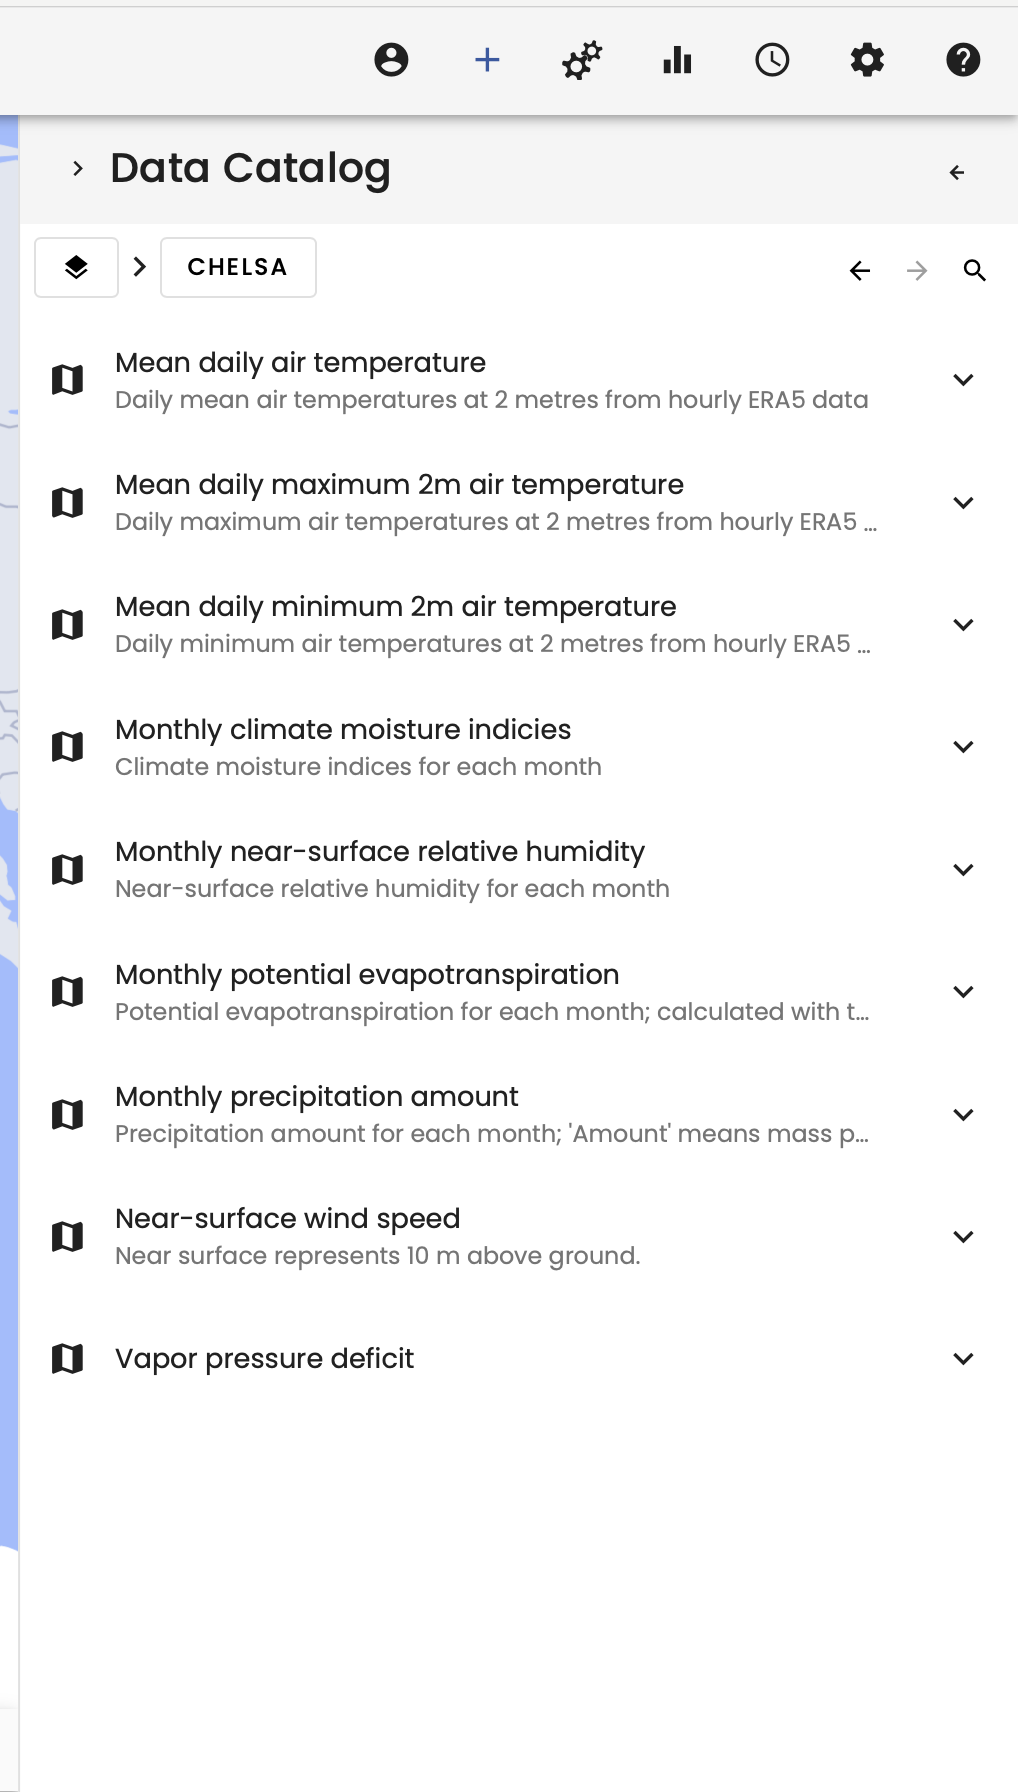 Data Catalog
CHELSA
Mean daily air temperature
Daily mean air temperatures at 2 metres from hourly ERA5 data
Mean daily maximum 2m air temperature
Daily maximum air temperatures at 2 metres from hourly ERA5 ...
Mean daily minimum 2m air temperature
Daily minimum air temperatures at 2 metres from hourly ERA5 ...
Monthly climate moisture indicies
Climate moisture indices for each month
Monthly near-surface relative humidity
Near-surface relative humidity for each month
Monthly potential evapotranspiration
Potential evapotranspiration for each month; calculated with t...
Monthly precipitation amount
Precipitation amount for each month; 'Amount' means mass p...
Near-surface wind speed
Near surface represents 10 m above ground.
Vapor pressure deficit